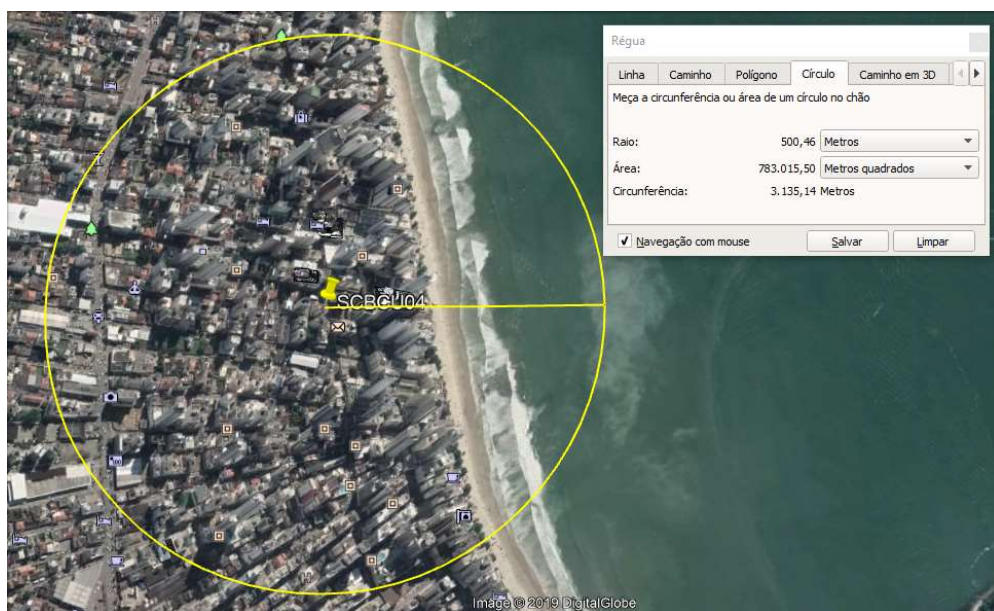 Régua
Linha Caminho Polígono Círculo Caminho em 3D
Meça a circunferência ou área de um círculo no chão
Raio: 500,46 Metros
Área: 783.015,50 Metros quadrados
Circunferência: 3.135,14 Metros
Navegação com mouse Salvar Limpar
SCBCU04
Image © 2019 DigitalGlobe